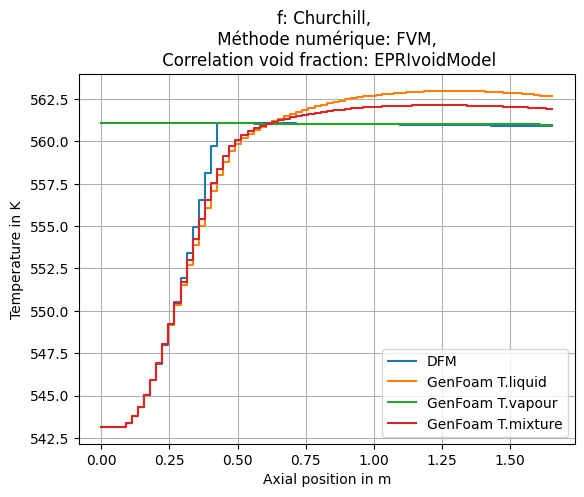 f: Churchill,
Méthode numérique: FVM,
Correlation void fraction: EPRIvoidModel
562.5
560.0
557.5
555.0
552.5
550.0
547.5
545.0
542.5
Temperature in K
DFM
GenFoam T.liquid
GenFoam T.vapour
GenFoam T.mixture
0.00 0.25 0.50 0.75 1.00 1.25 1.50
Axial position in m